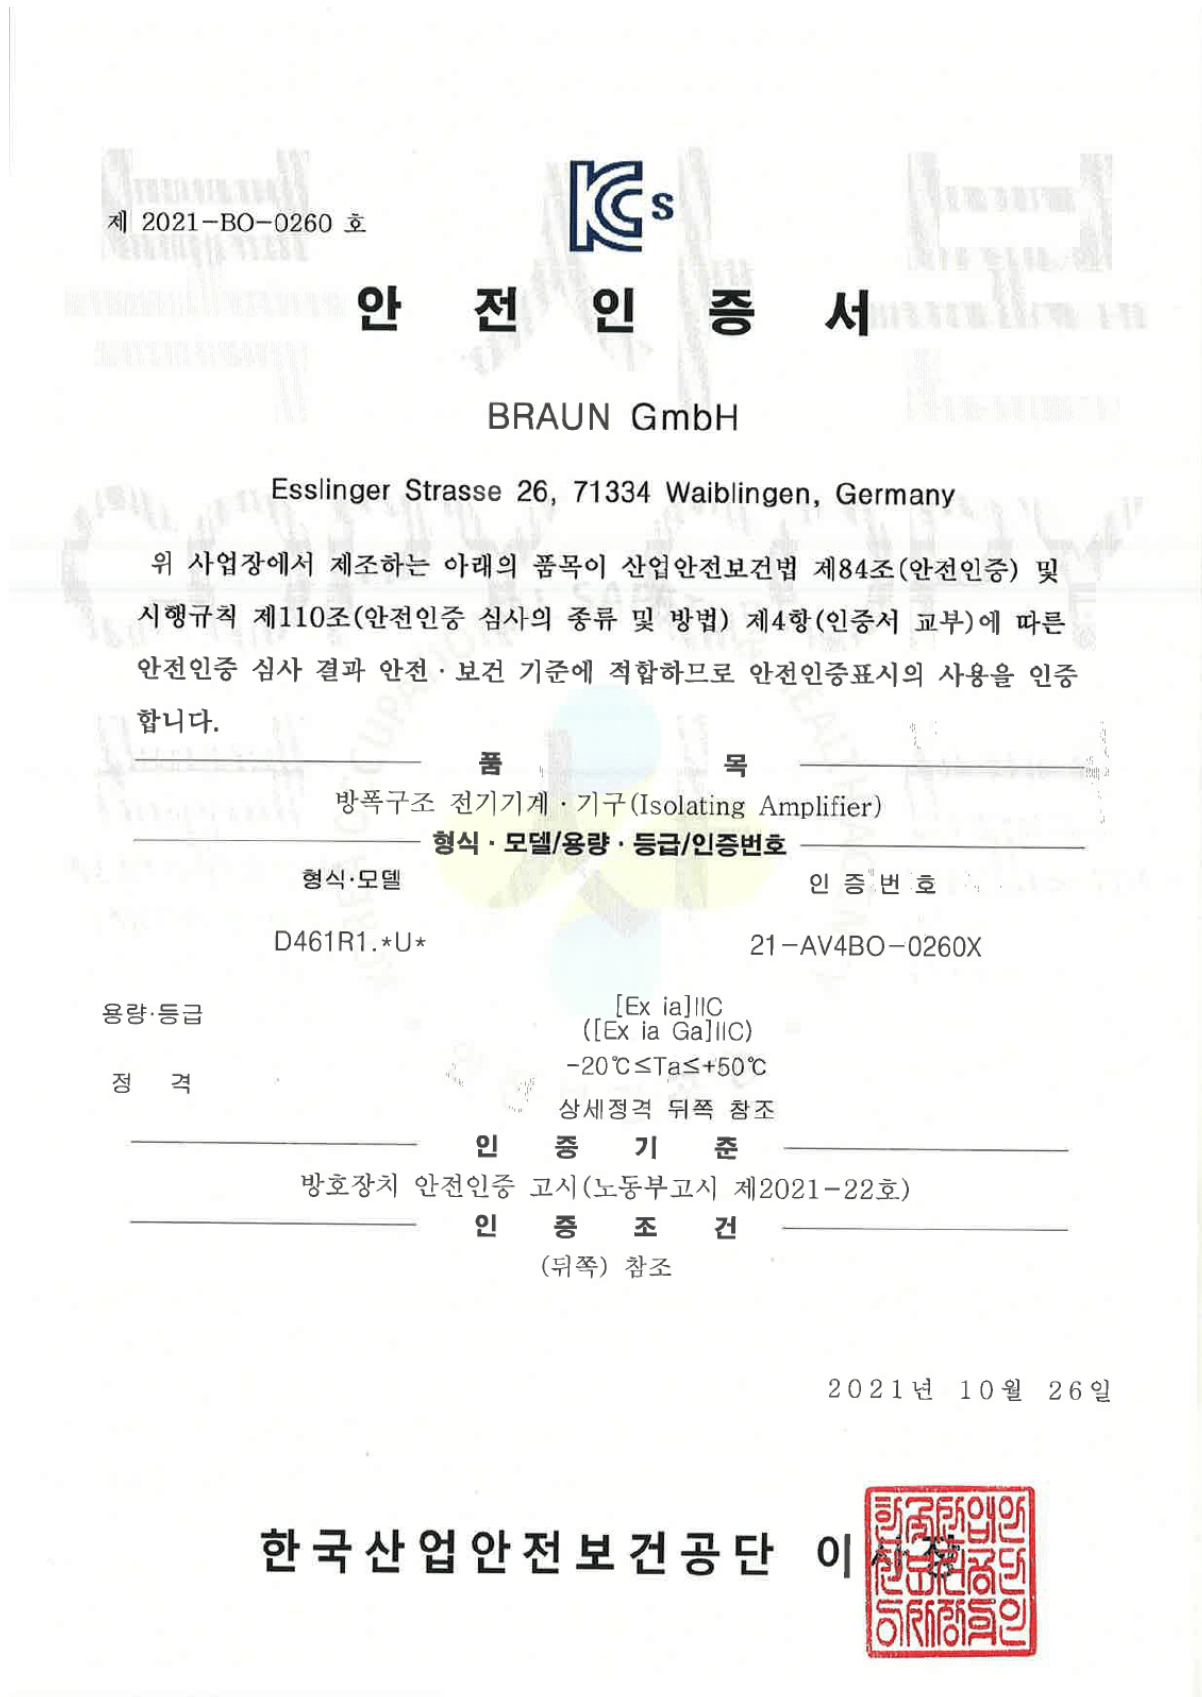 제 2021-BO-0260 호
KCs
안전인증서
BRAUN GmbH
Esslinger Strasse 26, 71334 Waiblingen, Germany
위 사업장에서 제조하는 아래의 품목이 산업안전보건법 제84조(안전인증) 및
시행규칙 제110조(안전인증 심사의 종류 및 방법) 제4항(인증서 교부)에 따른
안전인증 심사 결과 안전·보건 기준에 적합하므로 안전인증표시의 사용을 인증
합니다.
품 목
방폭구조 전기기계·기구(Isolating Amplifier)
형식·모델/용량·등급/인증번호
형식·모델 인증번호
D461R1.*U* 21-AV4BO-0260X
용량·등급 [Ex ia]IIC
([Ex ia Ga]IIC)
정 격 -20℃≤Ta≤+50℃
상세정격 뒤쪽 참조
인 증 기 준
방호장치 안전인증 고시(노동부고시 제2021-22호)
인 증 조 건
(뒤쪽) 참조
2021년 10월 26일
한국산업안전보건공단 이사장